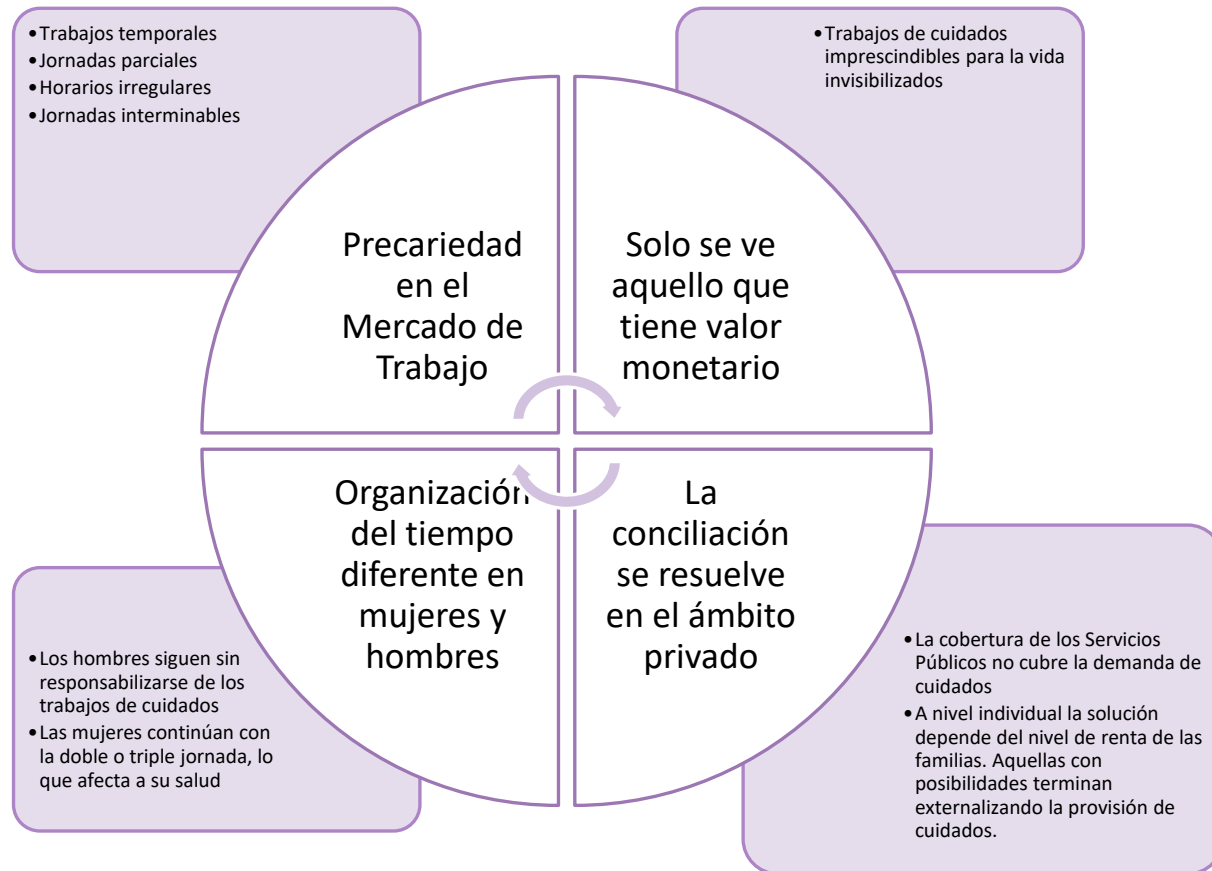 •Trabajos temporales
•Jornadas parciales
•Horarios irregulares
•Jornadas interminables
•Trabajos de cuidados
imprescindibles para la vida
invisibilizados
Precariedad
en el
Mercado de
Trabajo
Solo se ve
aquello que
tiene valor
monetario
Organización
del tiempo
diferente en
mujeres y
hombres
La
conciliación
se resuelve
en el ámbito
privado
•Los hombres siguen sin
responsabilizarse de los
trabajos de cuidados
•Las mujeres continúan con
la doble o triple jornada, lo
que afecta a su salud
•La cobertura de los Servicios
Públicos no cubre la demanda de
cuidados
•A nivel individual la solución
depende del nivel de renta de las
familias. Aquellas con
posibilidades terminan
externalizando la provisión de
cuidados.